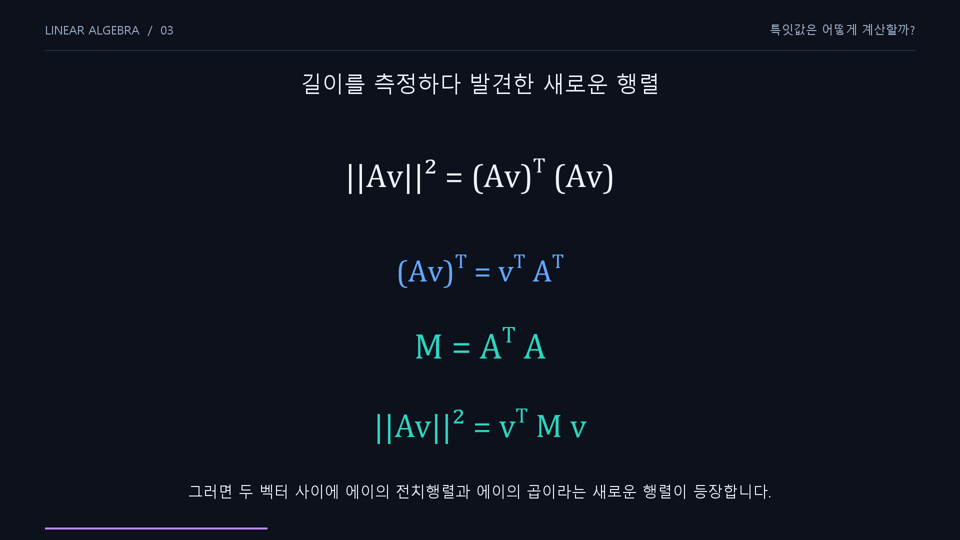 LINEAR ALGEBRA / 03
특잇값은 어떻게 계산할까?
길이를 측정하다 발견한 새로운 행렬
||Av||² = (Av)ᵀ (Av)
(Av)ᵀ = vᵀ Aᵀ
M = Aᵀ A
||Av||² = vᵀ M v
그러면 두 벡터 사이에 에이의 전치행렬과 에이의 곱이라는 새로운 행렬이 등장합니다.